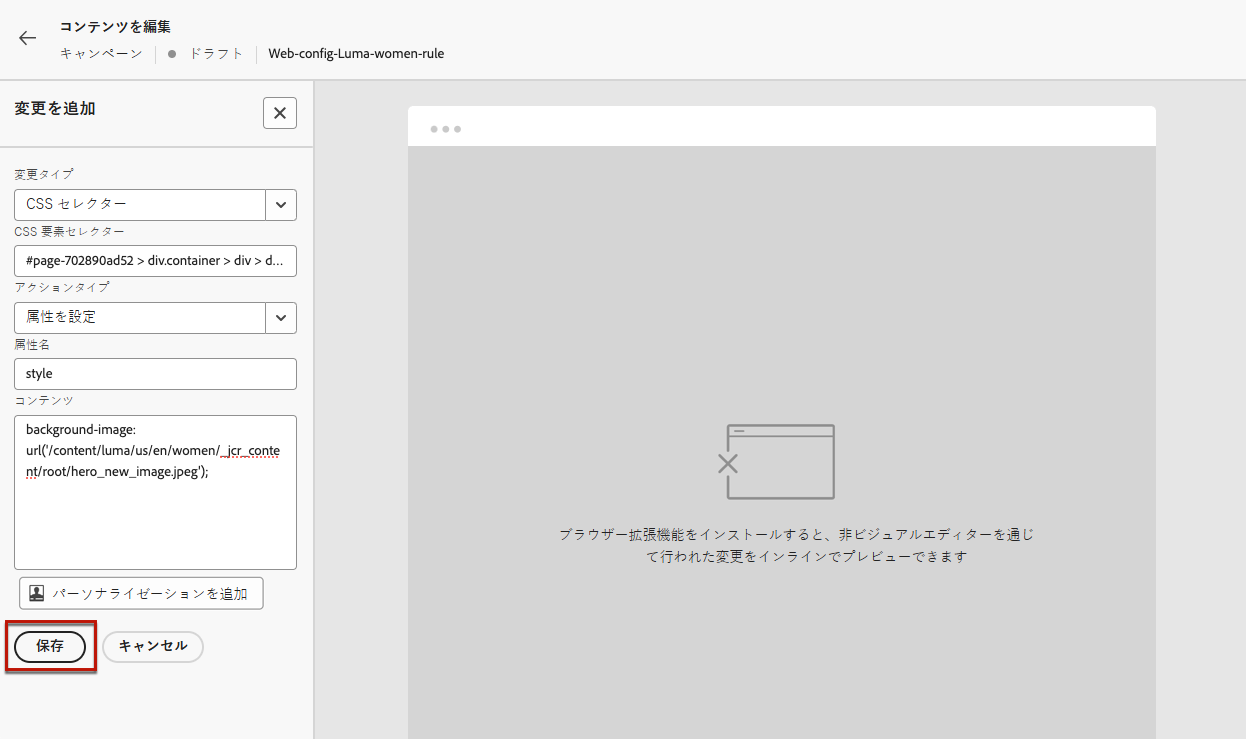 コンテンツを編集
キャンペーン ドラフト Web-config-Luma-women-rule
変更を追加
変更タイプ
CSS セレクター
CSS 要素セレクター
#page-702890ad52 > div.container > div > d...
アクションタイプ
属性を設定
属性名
style
コンテンツ
background-image:
url('/content/luma/us/en/women/_jcr_conte
nt/root/hero_new_image.jpeg');
パーソナライゼーションを追加
保存 キャンセル
ブラウザー拡張機能をインストールすると、非ビジュアルエディターを通じ
て行われた変更をインラインでプレビューできます